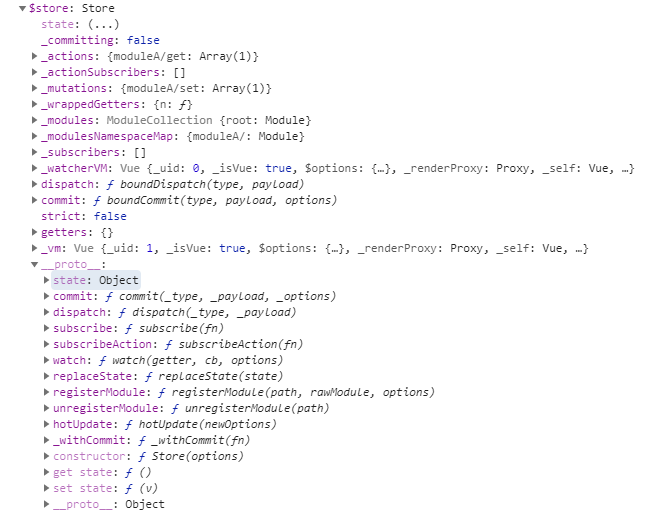 ▼$store: Store
state: (...)
_committing: false
▶_actions: {moduleA/get: Array(1)}
▶_actionSubscribers: []
▶_mutations: {moduleA/set: Array(1)}
▶_wrappedGetters: {n: ƒ}
▶_modules: ModuleCollection {root: Module}
▶_modulesNamespaceMap: {moduleA/: Module}
▶_subscribers: []
▶_watcherVM: Vue {_uid: 0, _isVue: true, $options: {…}, _renderProxy: Proxy, _self: Vue, …}
▶dispatch: ƒ boundDispatch(type, payload)
▶commit: ƒ boundCommit(type, payload, options)
strict: false
▶getters: {}
▶_vm: Vue {_uid: 1, _isVue: true, $options: {…}, _renderProxy: Proxy, _self: Vue, …}
▼__proto__:
▶state: Object
▶commit: ƒ commit(_type, _payload, _options)
▶dispatch: ƒ dispatch(_type, _payload)
▶subscribe: ƒ subscribe(fn)
▶subscribeAction: ƒ subscribeAction(fn)
▶watch: ƒ watch(getter, cb, options)
▶replaceState: ƒ replaceState(state)
▶registerModule: ƒ registerModule(path, rawModule, options)
▶unregisterModule: ƒ unregisterModule(path)
▶hotUpdate: ƒ hotUpdate(newOptions)
▶_withCommit: ƒ _withCommit(fn)
▶constructor: ƒ Store(options)
▶get state: ƒ ()
▶set state: ƒ (v)
▶__proto__: Object